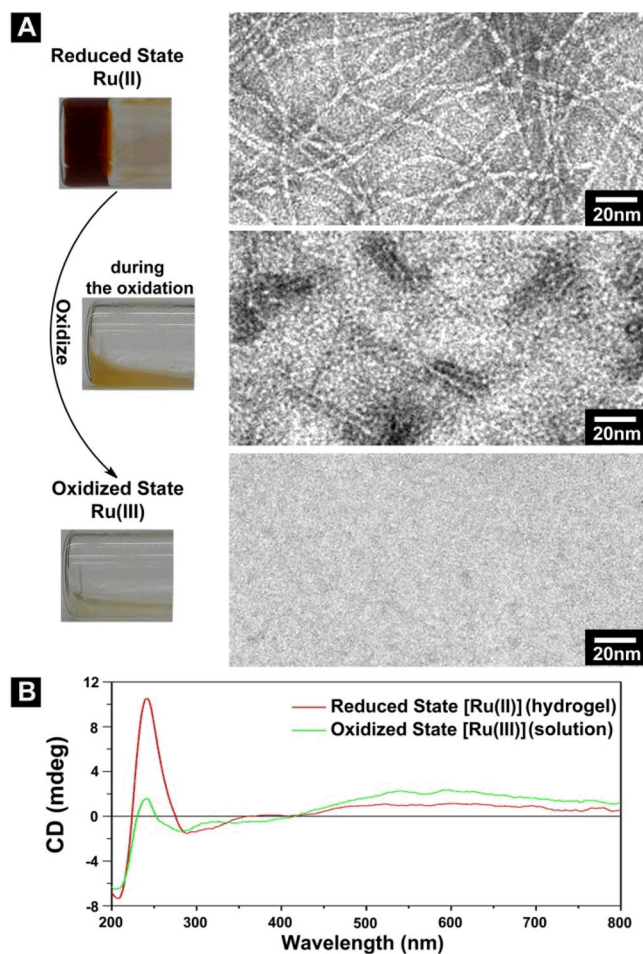 A
Reduced State
Ru(II)
20nm
during
the oxidation
Oxidize
20nm
Oxidized State
Ru(III)
20nm
B
12
8
4
0
-4
-8
CD (mdeg)
Reduced State [Ru(II)] (hydrogel)
Oxidized State [Ru(III)] (solution)
200 300 400 500 600 700 800
Wavelength (nm)